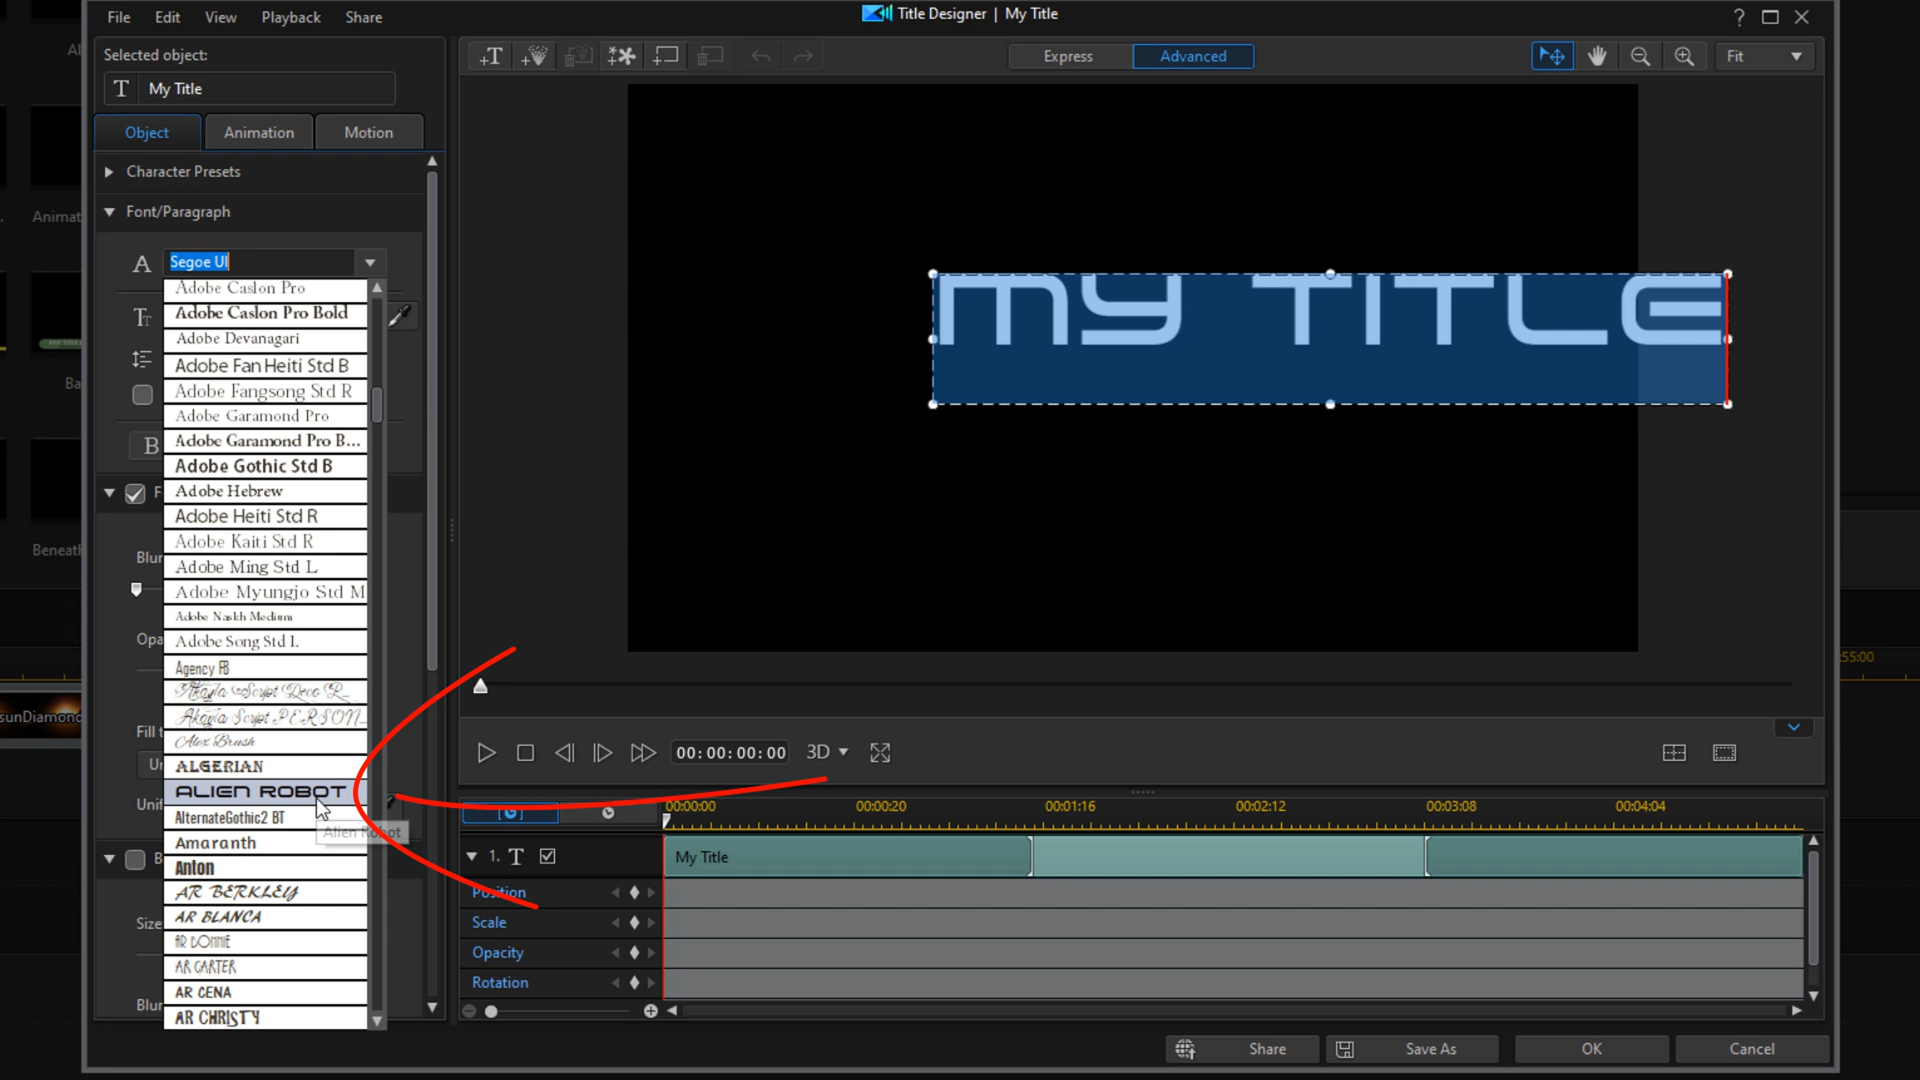 File Edit View Playback Share
Title Designer | My Title
?
Selected object:
T My Title
Express Advanced
Fit
Object Animation Motion
Character Presets
Font/Paragraph
A Segoe UI
Adobe Caslon Pro
Adobe Caslon Pro Bold
Adobe Devanagari
Adobe Fan Heiti Std B
Adobe Fangsong Std R
Adobe Garamond Pro
Adobe Garamond Pro B...
Adobe Gothic Std B
Adobe Hebrew
Adobe Heiti Std R
Adobe Kaiti Std R
Adobe Ming Std L
Adobe Myungjo Std M
Adobe Naskh Medium
Adobe Song Std L
Agency FB
Akayla Script Deco R
Akayla Script PERSON
Alex Brush
ALGERIAN
ALIEN ROBOT
AlternateGothic2 BT
Alien Robot
Amaranth
Anton
AR BERKLEY
AR BLANCA
AR BONNIE
AR CARTER
AR CENA
AR CHRISTY
B
F
Blur
Opa
Fill t
Un
Unif
B
Size
Blur
MY TITLE
00:00:00:00
3D
00:00:00 00:00:20 00:01:16 00:02:12 00:03:08 00:04:04
1. T My Title
Position
Scale
Opacity
Rotation
Share Save As OK Cancel
Animat
Ba
Beneath
sunDiamond
:55:00